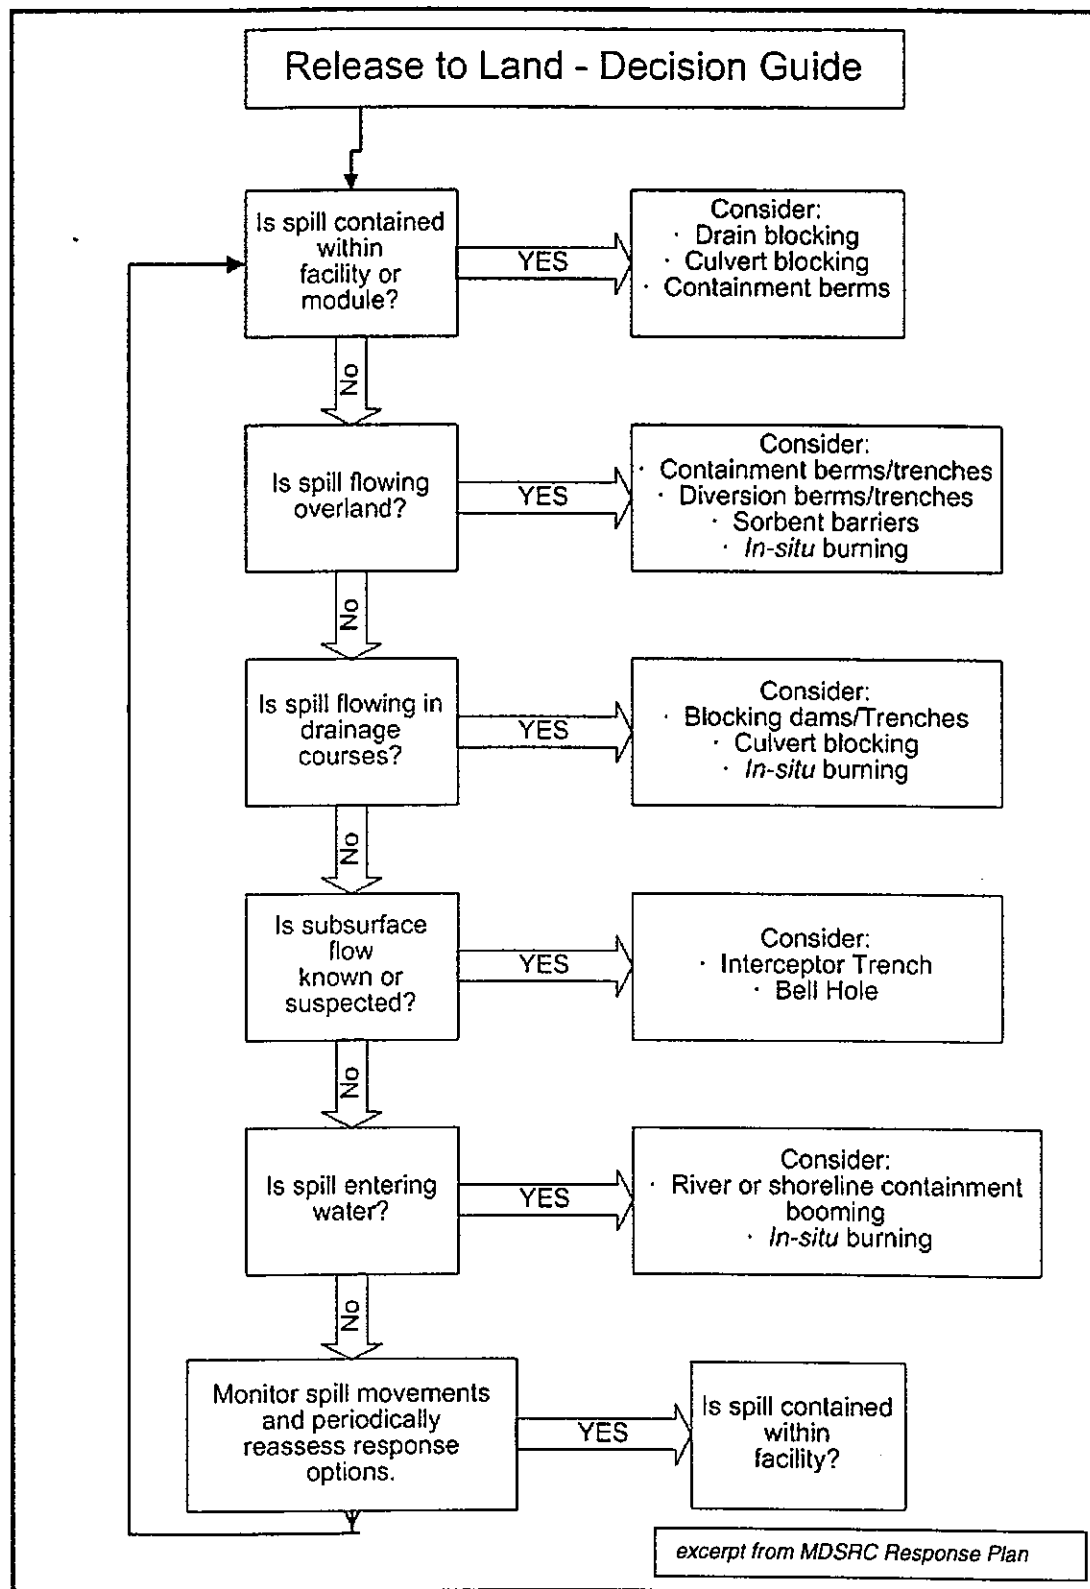 Release to Land - Decision Guide
Is spill contained
within
facility or
module?
YES
Consider:
· Drain blocking
· Culvert blocking
· Containment berms
No
Is spill flowing
overland?
YES
Consider:
· Containment berms/trenches
· Diversion berms/trenches
· Sorbent barriers
· In-situ burning
No
Is spill flowing in
drainage
courses?
YES
Consider:
· Blocking dams/Trenches
· Culvert blocking
· In-situ burning
No
Is subsurface
flow
known or
suspected?
YES
Consider:
· Interceptor Trench
· Bell Hole
No
Is spill entering
water?
YES
Consider:
· River or shoreline containment
booming
· In-situ burning
No
Monitor spill movements
and periodically
reassess response
options.
YES
Is spill contained
within
facility?
excerpt from MDSRC Response Plan